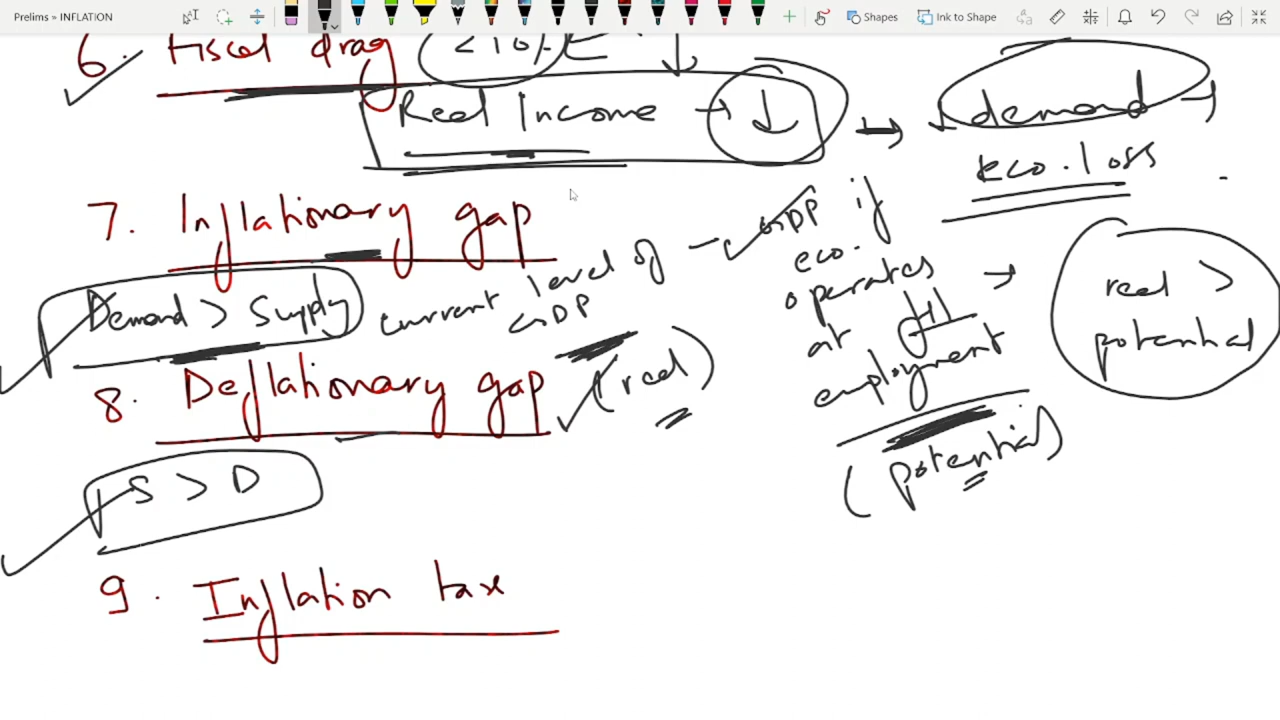 Prelims » INFLATION
Shapes
Ink to Shape
6. Fiscal drag (<10%)
Real Income → ↓ → ↓ demand →
eco. loss
7. Inflationary gap
Demand > Supply
current level of GDP
(real)
GDP if
eco.
operates
at full
employment
(potential)
→ real >
potential
8. Deflationary gap
S > D
9. Inflation tax